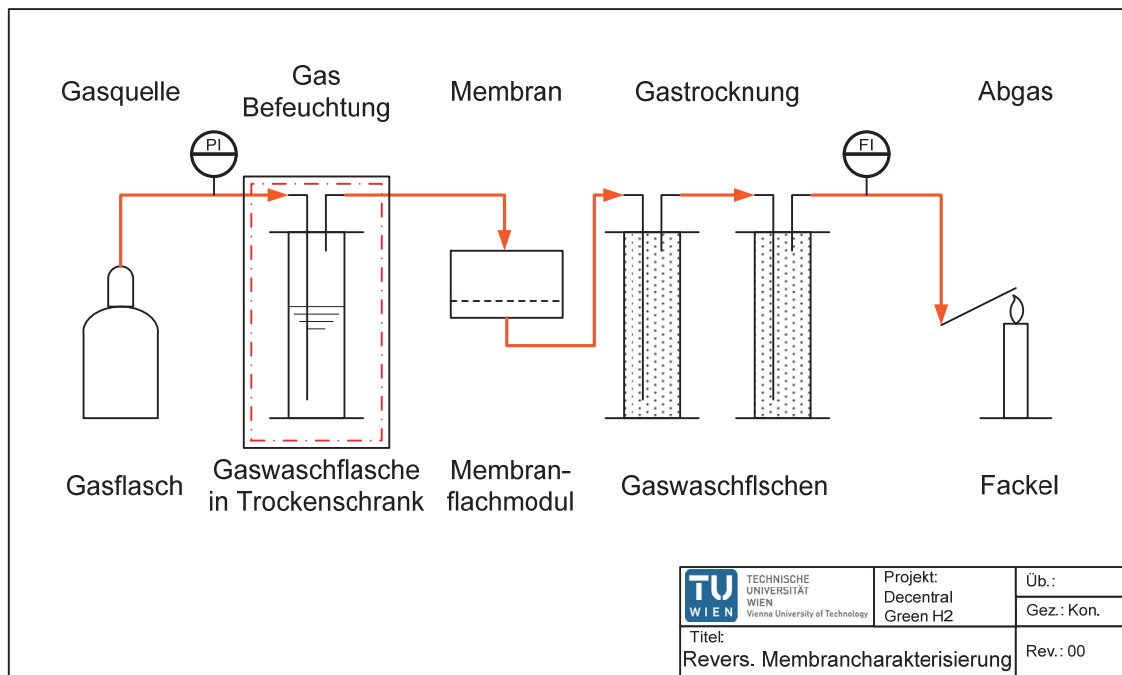 Gasquelle
Gas
Befeuchtung
Membran
Gastrocknung
Abgas
PI
FI
Gasflasch
Gaswaschflasche
in Trockenschrank
Membran-
flachmodul
Gaswaschflschen
Fackel
TU
WIEN
TECHNISCHE
UNIVERSITÄT
WIEN
Vienna University of Technology
Projekt:
Decentral
Green H2
Üb.:
Gez.: Kon.
Titel:
Revers. Membrancharakterisierung
Rev.: 00